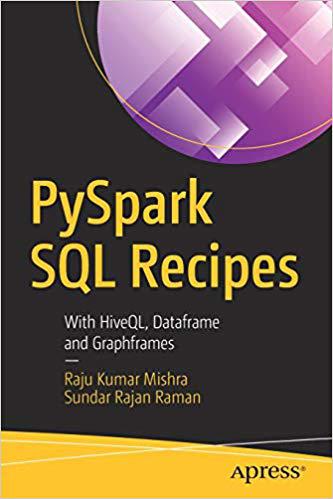 PySpark
SQL Recipes
With HiveQL, Dataframe
and Graphframes
—
Raju Kumar Mishra
Sundar Rajan Raman
Apress®